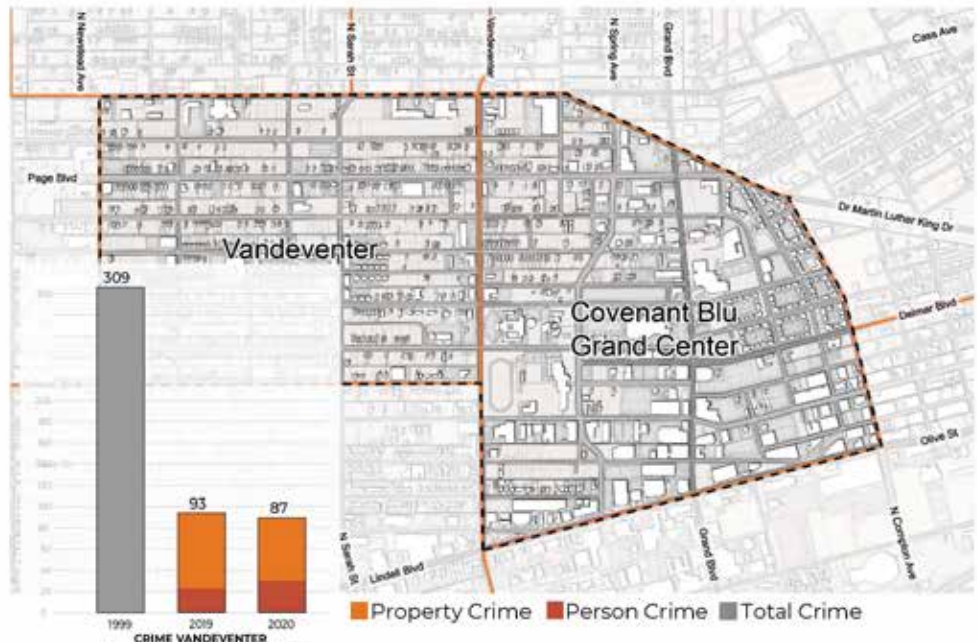 N Newstead Ave
N Sarah St
Vandeventer
N Spring Ave
Grand Blvd
Cass Ave
Page Blvd
Dr Martin Luther King Dr
Vandeventer
309
Covenant Blu
Grand Center
Delmar Blvd
Olive St
93
87
N Sarah St
Lindell Blvd
Grand Blvd
N Compton Ave
1999
2019
2020
CRIME VANDEVENTER
Property Crime
Person Crime
Total Crime